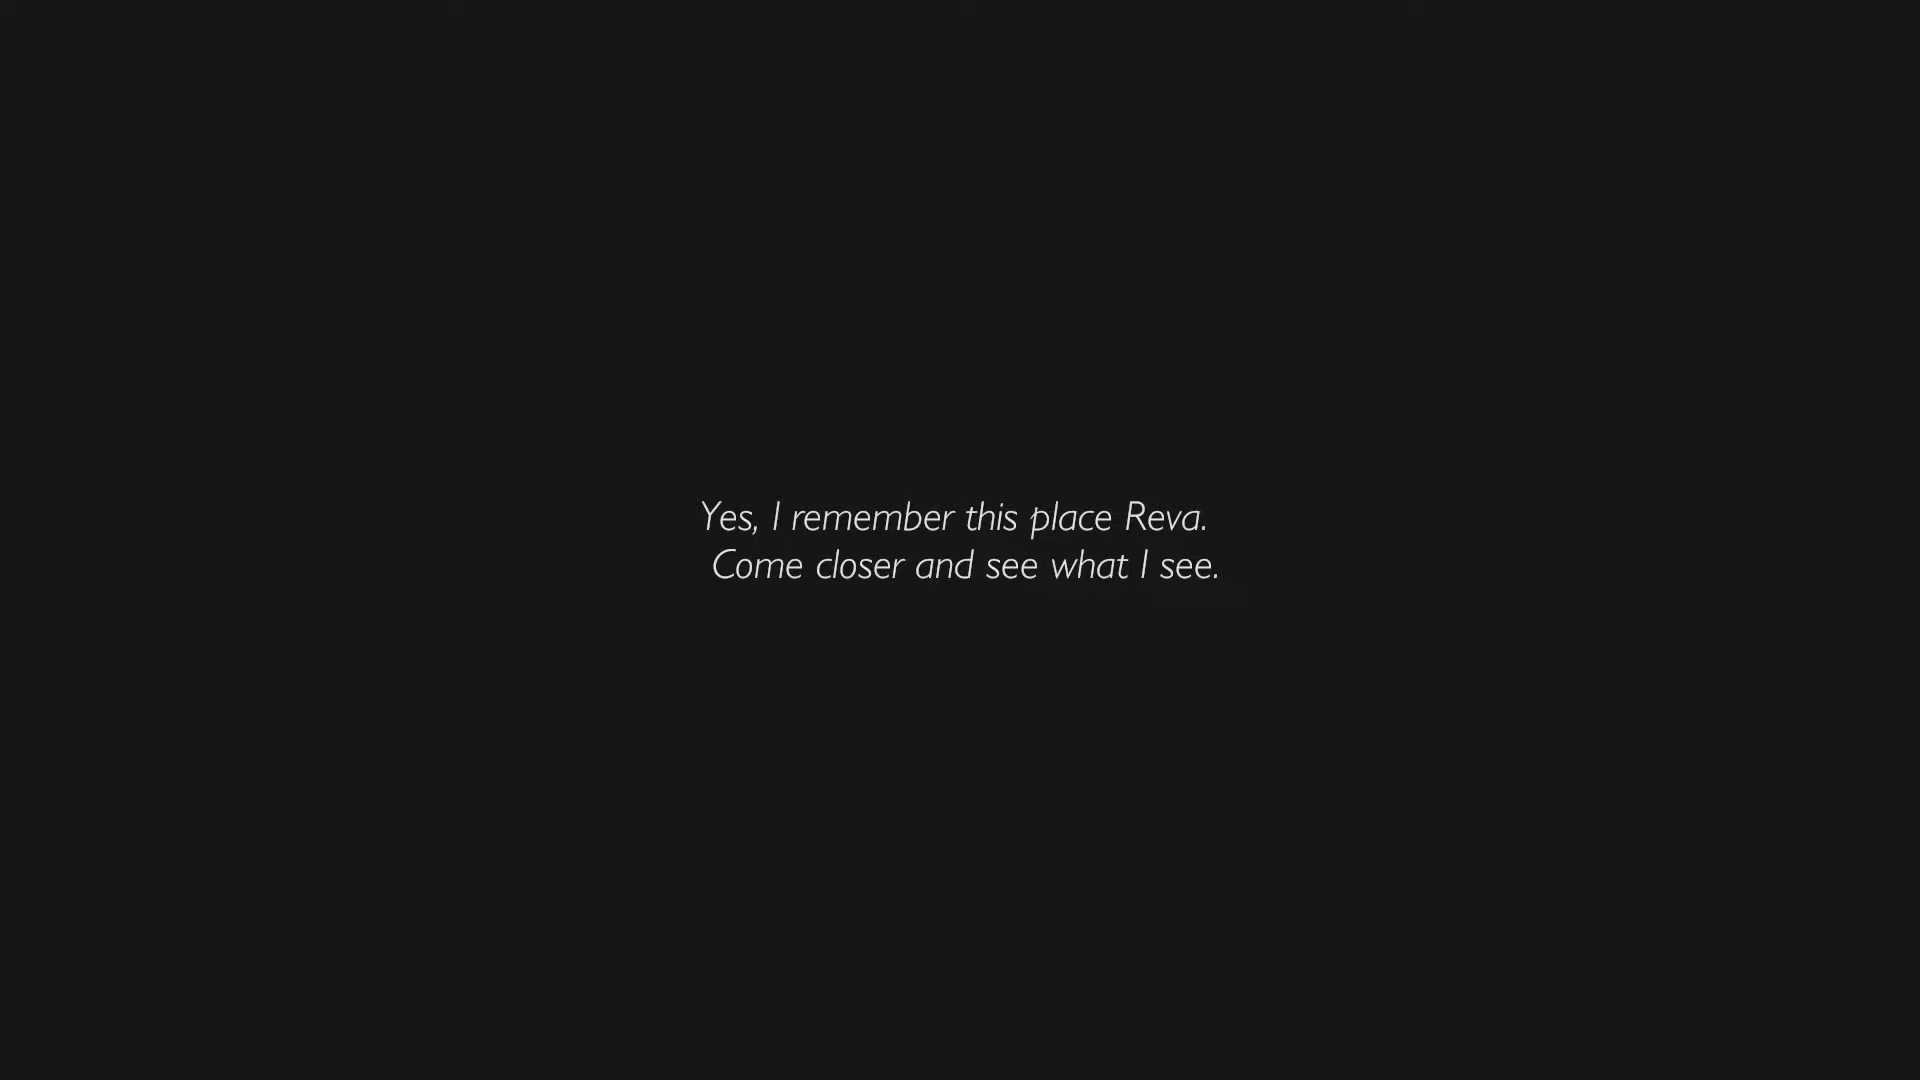 Yes, I remember this place Reva.
Come closer and see what I see.